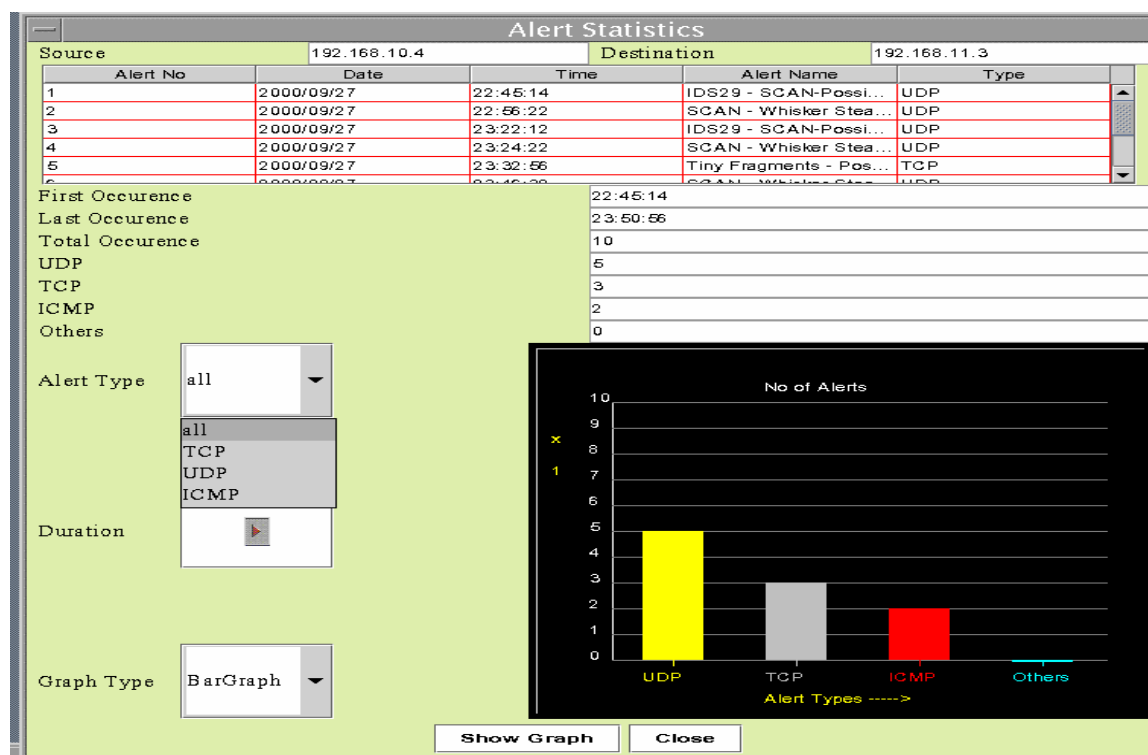 Alert Statistics
Source 192.168.10.4 Destination 192.168.11.3
Alert No Date Time Alert Name Type
1 2000/09/27 22:45:14 IDS29 - SCAN-Possi... UDP
2 2000/09/27 22:56:22 SCAN - Whisker Stea... UDP
3 2000/09/27 23:22:12 IDS29 - SCAN-Possi... UDP
4 2000/09/27 23:24:22 SCAN - Whisker Stea... UDP
5 2000/09/27 23:32:56 Tiny Fragments - Pos... TCP
First Occurence 22:45:14
Last Occurence 23:50:56
Total Occurence 10
UDP 5
TCP 3
ICMP 2
Others 0
Alert Type all
all
TCP
UDP
ICMP
Duration
Graph Type BarGraph
No of Alerts
x
1
10
9
8
7
6
5
4
3
2
1
0
UDP TCP ICMP Others
Alert Types ----->
Show Graph Close